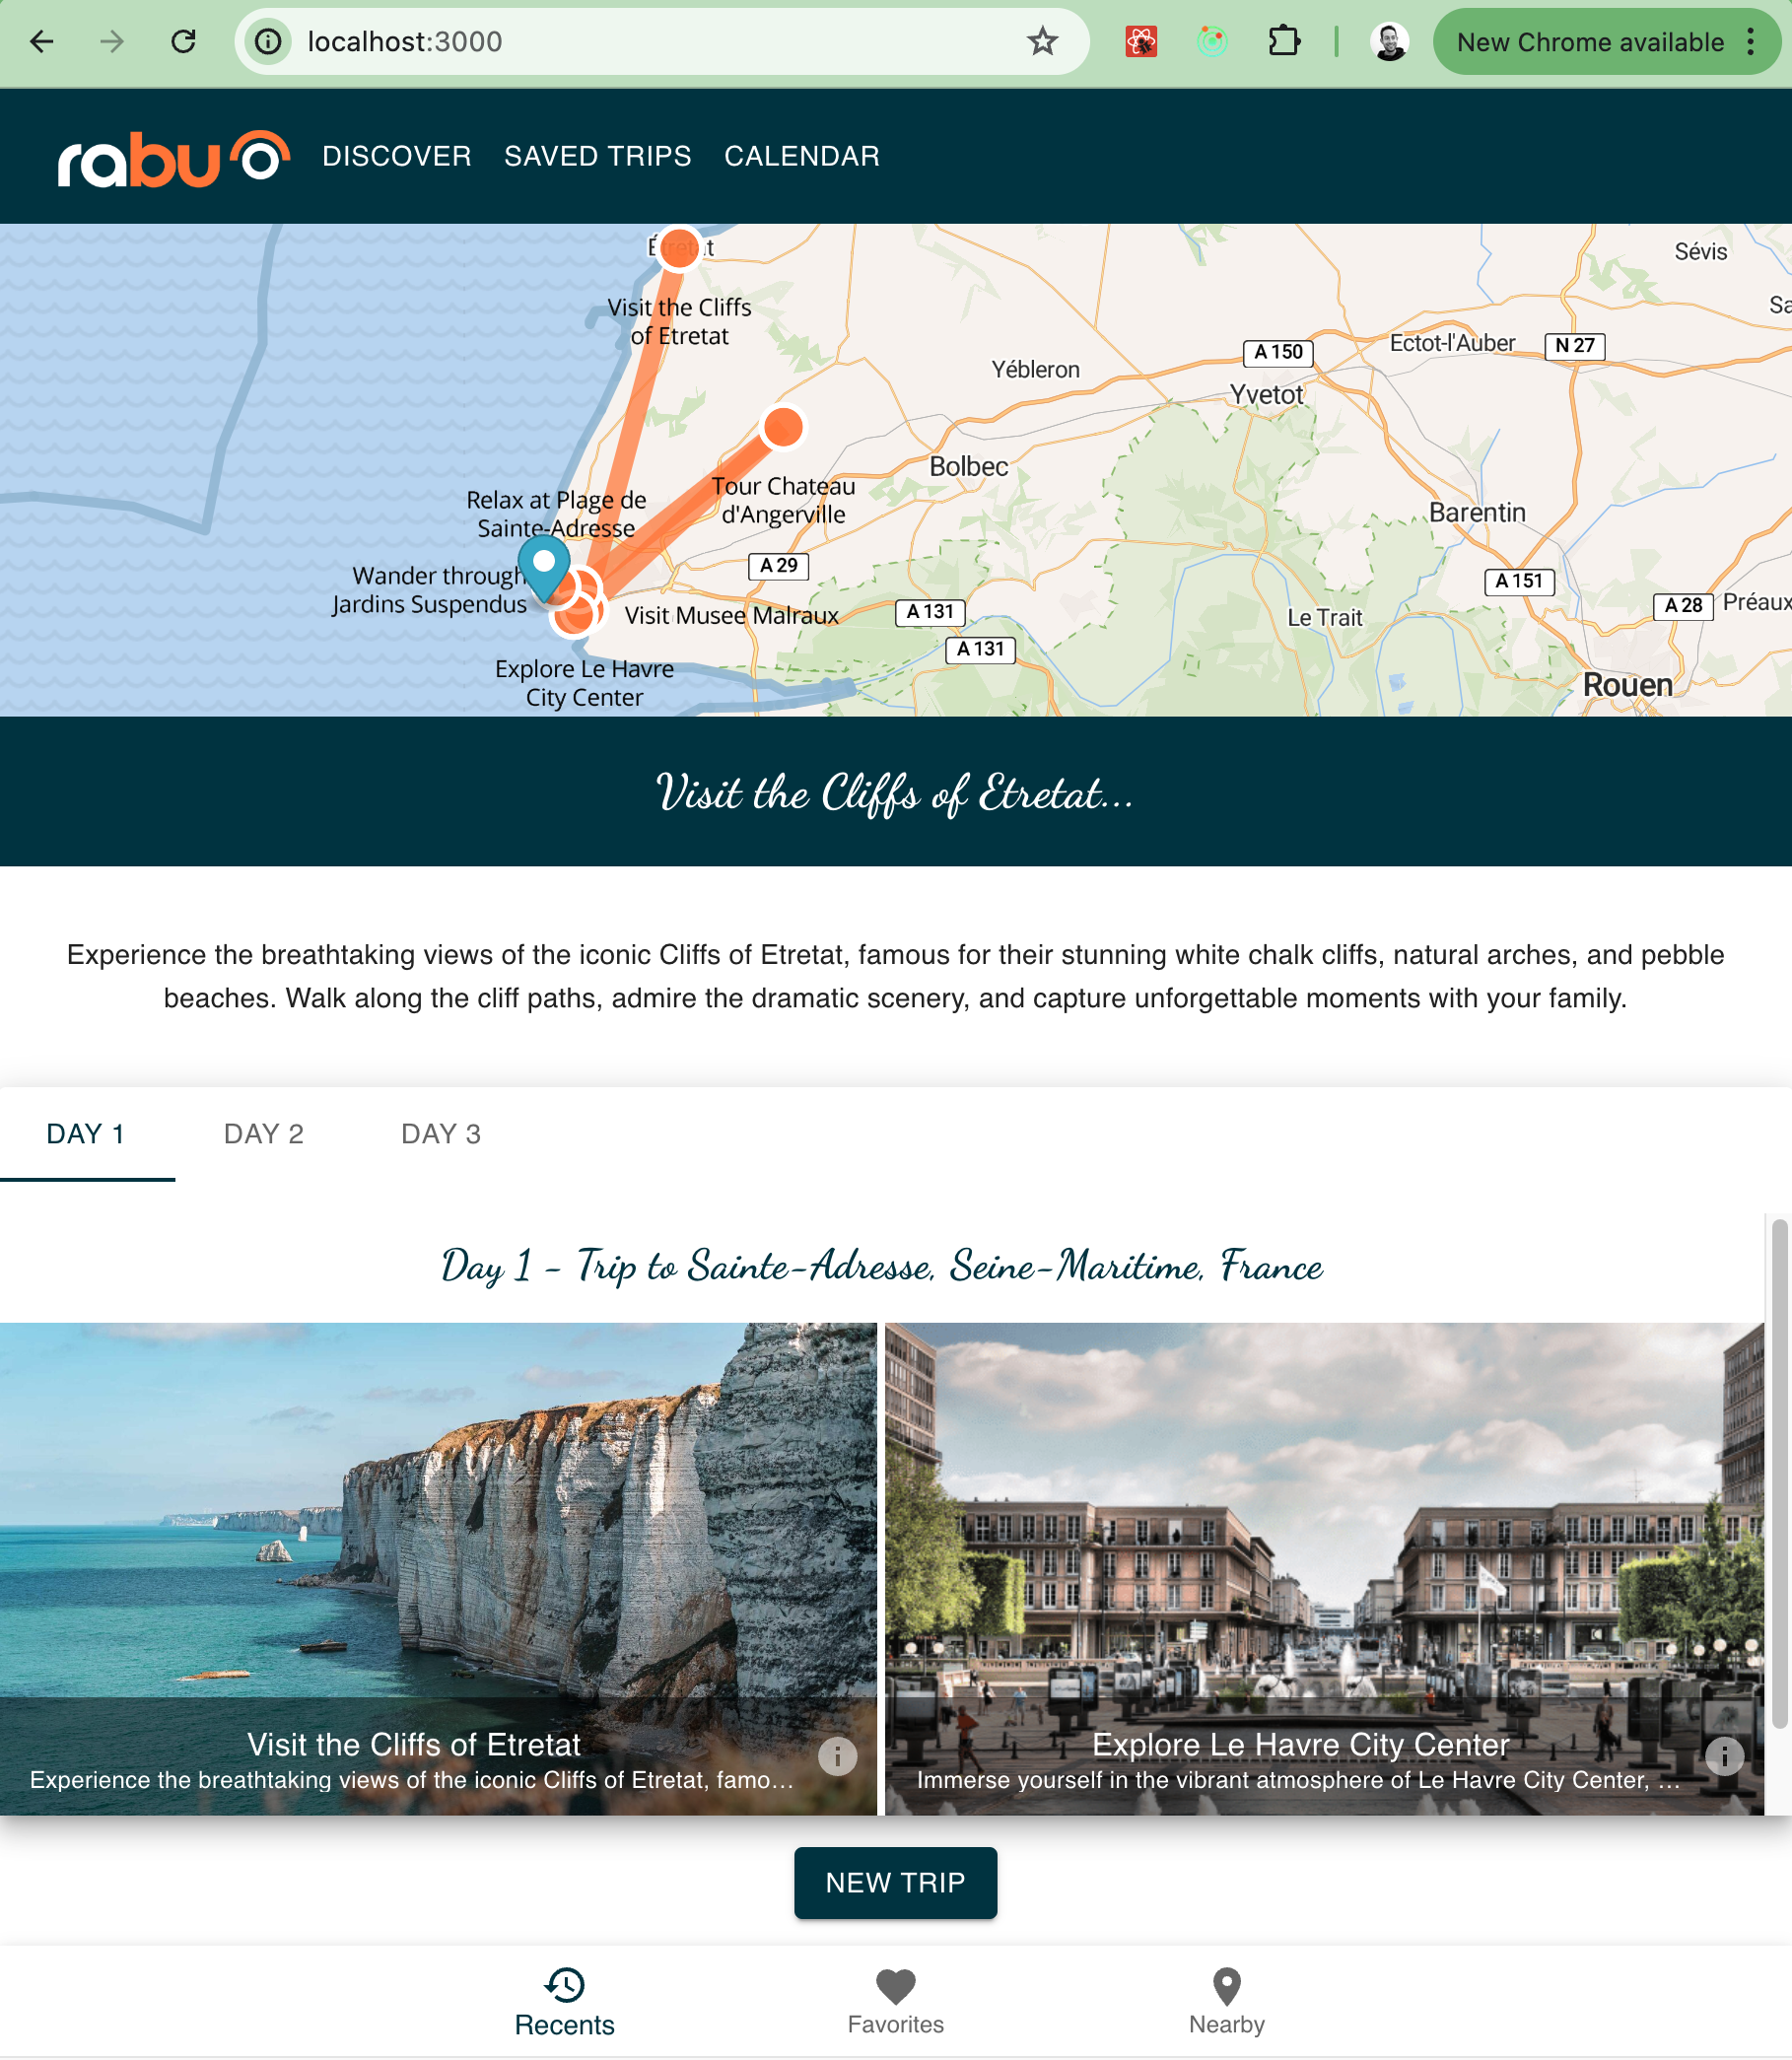 localhost:3000
New Chrome available
rabu
DISCOVER
SAVED TRIPS
CALENDAR
Sévis
Visit the Cliffs
of Etretat
A 150
Ectot-l'Auber
N 27
Yébleron
Yvetot
Bolbec
Relax at Plage de
Sainte-Adresse
Tour Chateau
d'Angerville
Barentin
A 29
Wander through
Jardins Suspendus
A 151
Visit Musee Malraux
A 131
Le Trait
A 28
Préaux
A 131
Explore Le Havre
City Center
Rouen
Visit the Cliffs of Etretat...
Experience the breathtaking views of the iconic Cliffs of Etretat, famous for their stunning white chalk cliffs, natural arches, and pebble
beaches. Walk along the cliff paths, admire the dramatic scenery, and capture unforgettable moments with your family.
DAY 1
DAY 2
DAY 3
Day 1 - Trip to Sainte-Adresse, Seine-Maritime, France
Visit the Cliffs of Etretat
Experience the breathtaking views of the iconic Cliffs of Etretat, famo...
Explore Le Havre City Center
Immerse yourself in the vibrant atmosphere of Le Havre City Center, ...
NEW TRIP
Recents
Favorites
Nearby